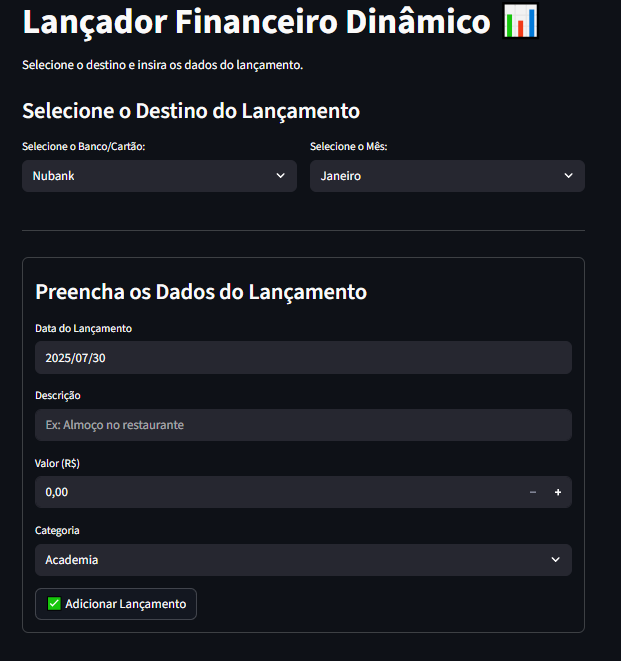 Lançador Financeiro Dinâmico 📊
Selecione o destino e insira os dados do lançamento.
Selecione o Destino do Lançamento
Selecione o Banco/Cartão:
Selecione o Mês:
Nubank
Janeiro
Preencha os Dados do Lançamento
Data do Lançamento
2025/07/30
Descrição
Ex: Almoço no restaurante
Valor (R$)
0,00
Categoria
Academia
✅ Adicionar Lançamento